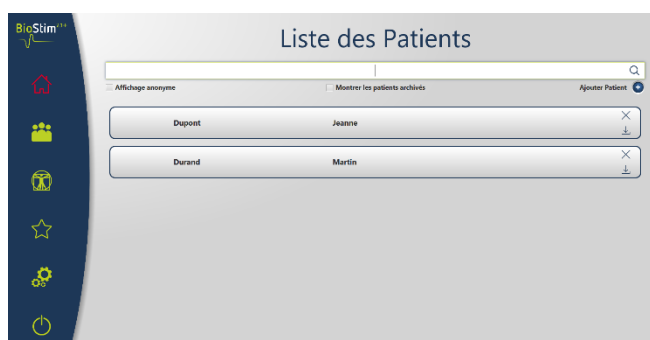 BioStim
Liste des Patients
Affichage anonyme
Montrer les patients archivés
Ajouter Patient
Dupont Jeanne
Durand Martin